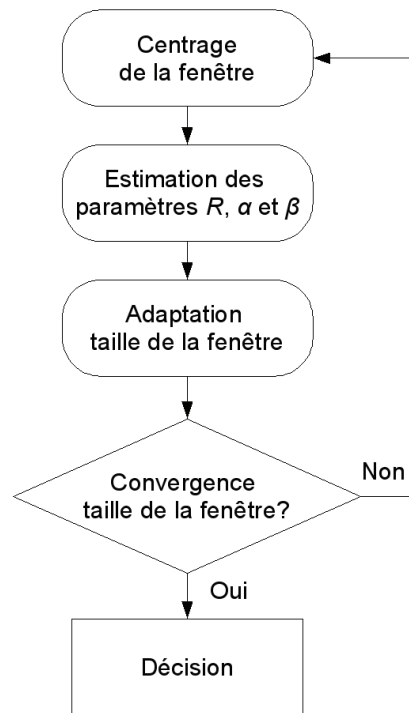 Centrage
de la fenêtre
Estimation des
paramètres R, α et β
Adaptation
taille de la fenêtre
Convergence
taille de la fenêtre?
Non
Oui
Décision